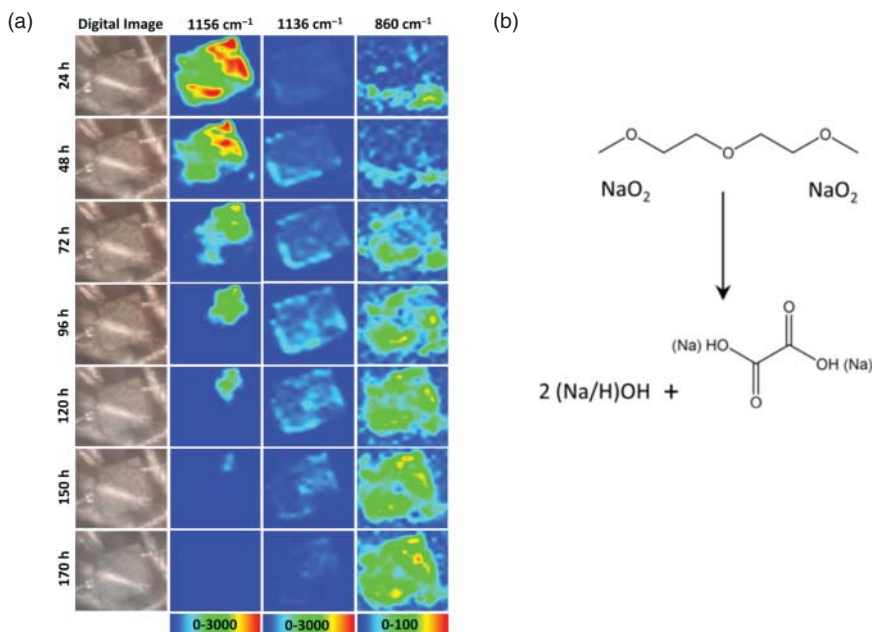 (a)
Digital Image 1156 cm⁻¹ 1136 cm⁻¹ 860 cm⁻¹
24 h
48 h
72 h
96 h
120 h
150 h
170 h
0-3000 0-3000 0-100
(b)
O O O
NaO₂ NaO₂
O
(Na) HO
OH (Na)
O
2 (Na/H)OH +